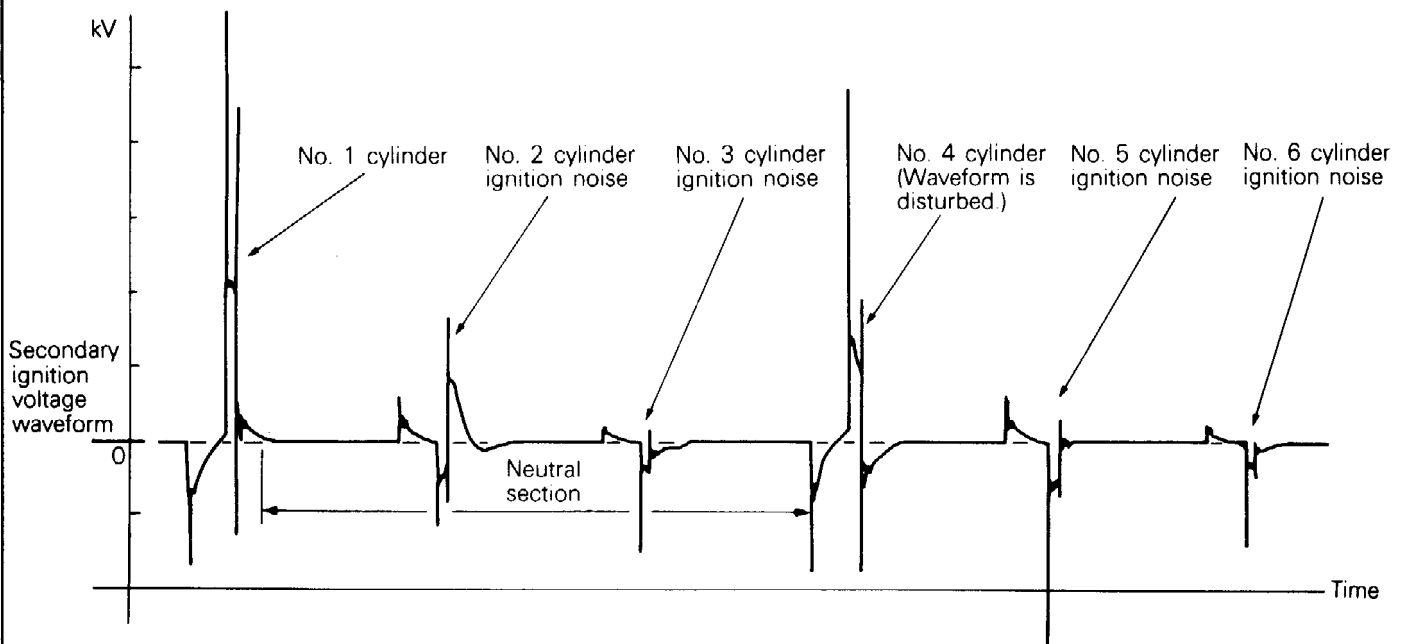 kV
No. 1 cylinder
No. 2 cylinder
ignition noise
No. 3 cylinder
ignition noise
No. 4 cylinder
(Waveform is
disturbed.)
No. 5 cylinder
ignition noise
No. 6 cylinder
ignition noise
Secondary
ignition
voltage
waveform
0
Neutral
section
Time